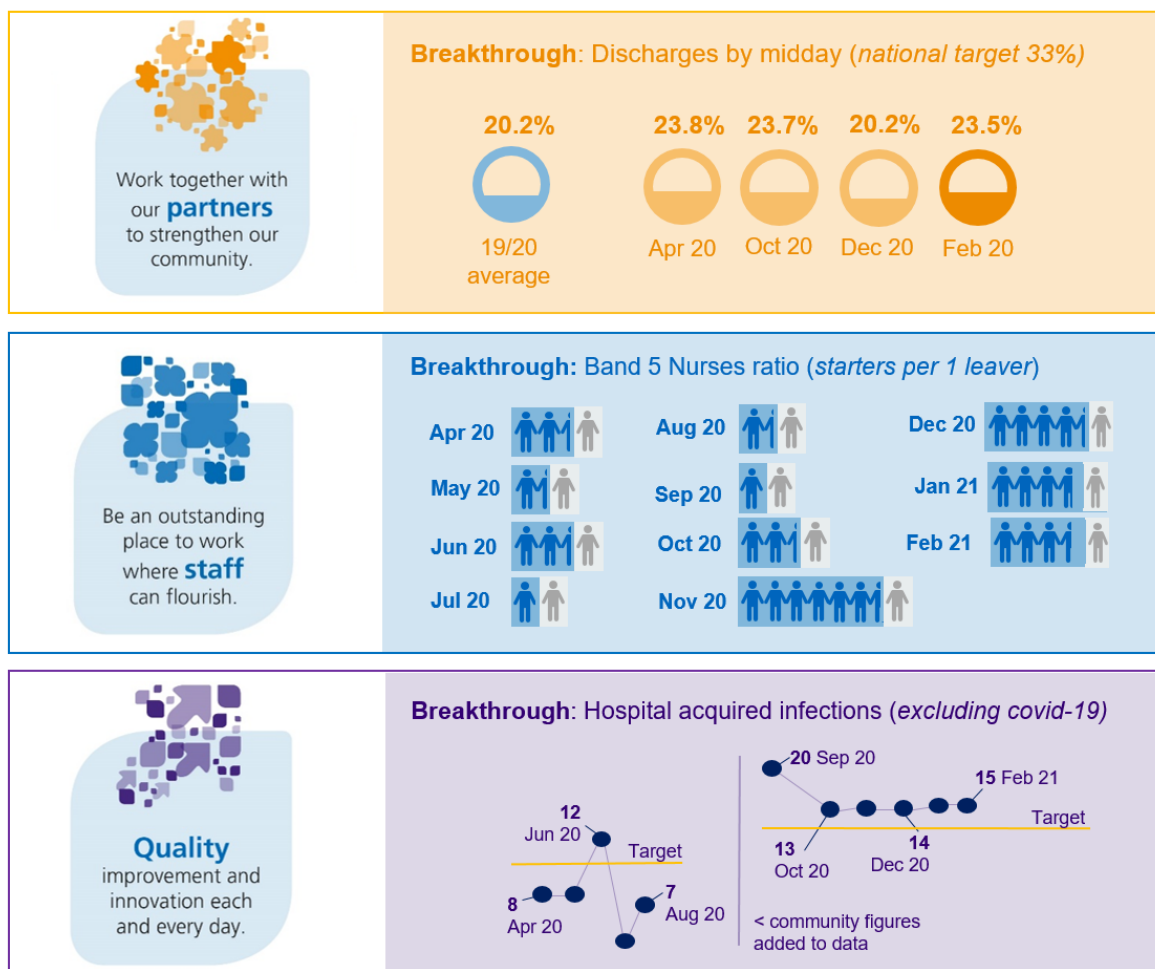 Work together with
our partners
to strengthen our
community.
Breakthrough: Discharges by midday (national target 33%)
20.2%
23.8%
23.7%
20.2%
23.5%
19/20
average
Apr 20
Oct 20
Dec 20
Feb 20
Be an outstanding
place to work
where staff
can flourish.
Breakthrough: Band 5 Nurses ratio (starters per 1 leaver)
Apr 20
May 20
Jun 20
Jul 20
Aug 20
Sep 20
Oct 20
Nov 20
Dec 20
Jan 21
Feb 21
Quality
improvement and
innovation each
and every day.
Breakthrough: Hospital acquired infections (excluding covid-19)
8
Apr 20
12
Jun 20
Target
7
Aug 20
20 Sep 20
13
Oct 20
14
Dec 20
15 Feb 21
Target
< community figures
added to data